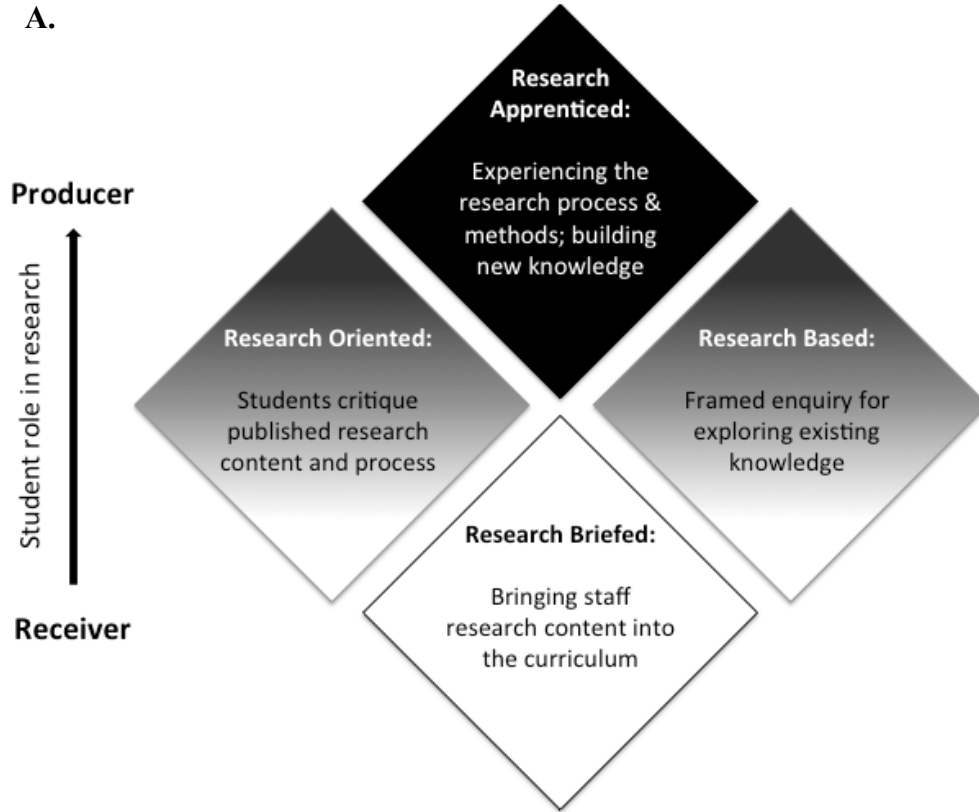 A.
Research
Apprenticed:
Experiencing the
research process &
methods; building
new knowledge
Producer
Student role in research
Receiver
Research Oriented:
Students critique
published research
content and process
Research Based:
Framed enquiry for
exploring existing
knowledge
Research Briefed:
Bringing staff
research content into
the curriculum